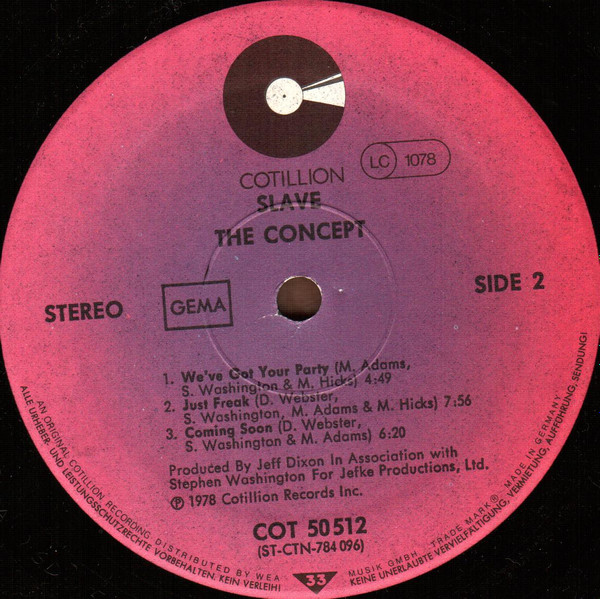 COTILLION
LC 1078
SLAVE
THE CONCEPT
STEREO
GEMA
SIDE 2
1. We've Got Your Party (M. Adams,
S. Washington & M. Hicks) 4:49
2. Just Freak (D. Webster,
S. Washington, M. Adams & M. Hicks) 7:56
3. Coming Soon (D. Webster,
S. Washington & M. Adams) 6:20
Produced By Jeff Dixon In Association with
Stephen Washington For Jefke Productions, Ltd.
℗ 1978 Cotillion Records Inc.
COT 50 512
(ST-CTN-784 096)
AN ORIGINAL COTILLION RECORDING. DISTRIBUTED BY WEA MUSIK GMBH. TRADE MARK® MADE IN GERMANY
ALLE URHEBER- UND LEISTUNGSSCHUTZRECHTE VORBEHALTEN. KEIN VERLEIH! KEINE UNERLAUBTE VERVIELFÄLTIGUNG, VERMIETUNG, AUFFÜHRUNG, SENDUNG!
33